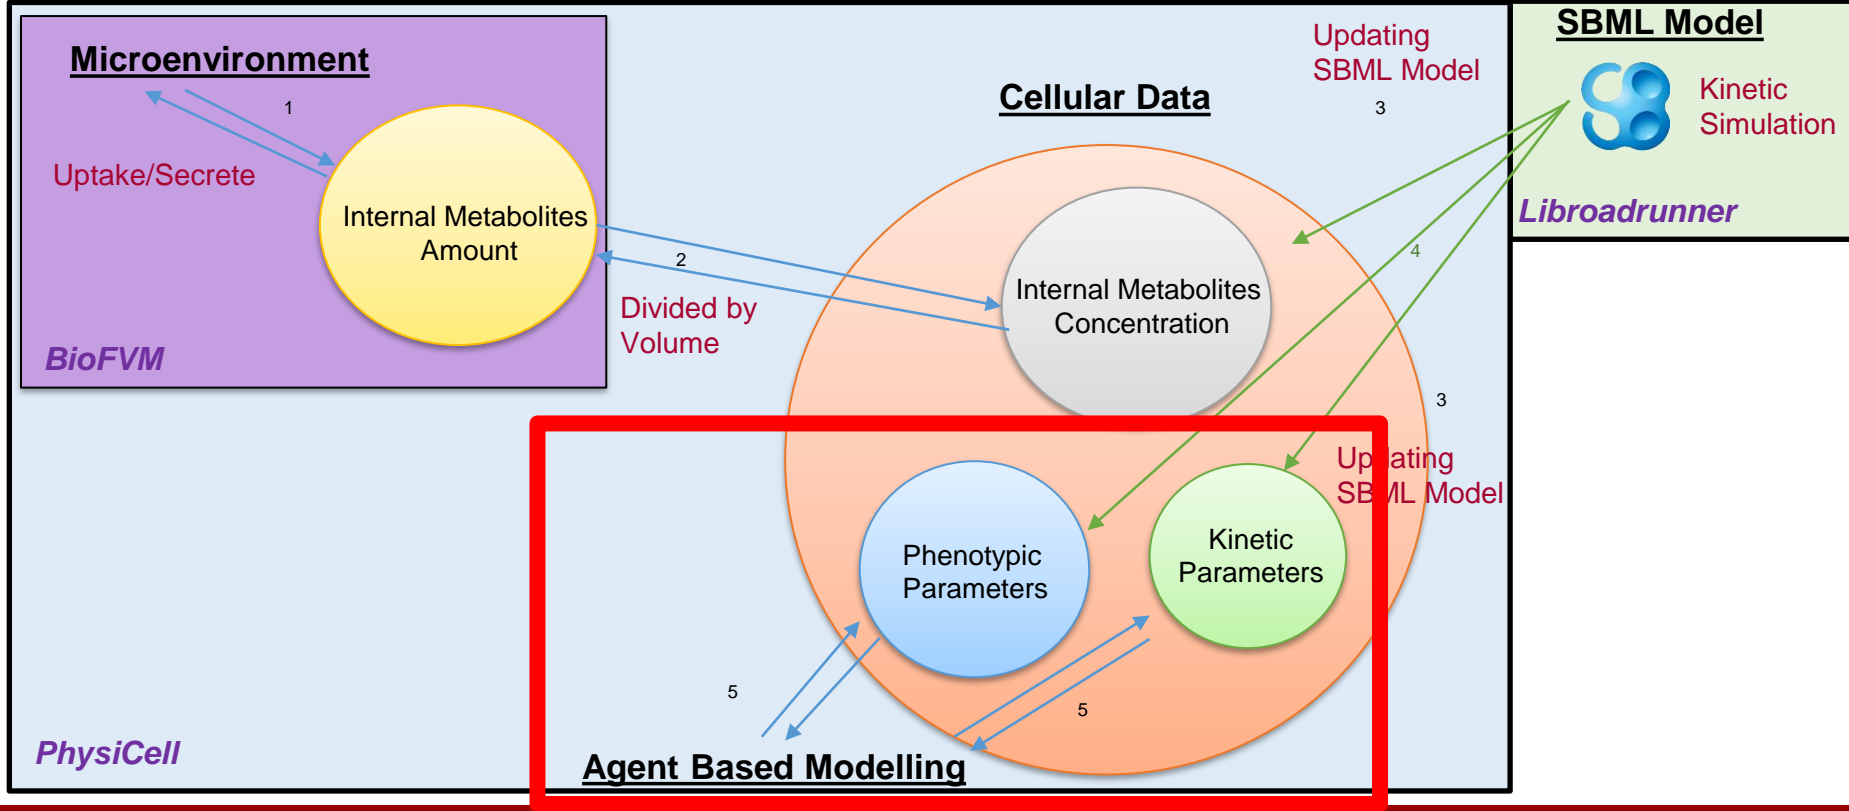 Microenvironment
1
Uptake/Secrete
Internal Metabolites
Amount
BioFVM
2
Divided by
Volume
Cellular Data
Internal Metabolites
Concentration
Updating
SBML Model
3
SBML Model
Kinetic
Simulation
Libroadrunner
4
3
Updating
SBML Model
Phenotypic
Parameters
Kinetic
Parameters
5
5
Agent Based Modelling
PhysiCell